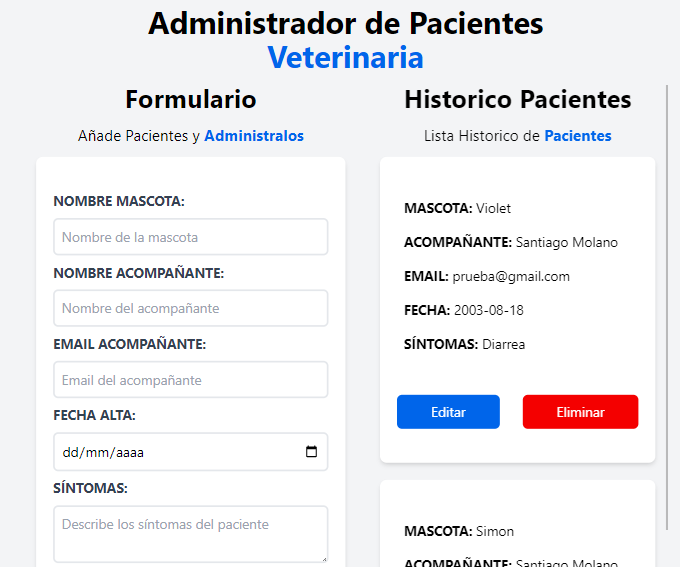 Administrador de Pacientes
Veterinaria
Formulario
Añade Pacientes y Administralos
NOMBRE MASCOTA:
Nombre de la mascota
NOMBRE ACOMPAÑANTE:
Nombre del acompañante
EMAIL ACOMPAÑANTE:
Email del acompañante
FECHA ALTA:
dd/mm/aaaa
SÍNTOMAS:
Describe los síntomas del paciente
Historico Pacientes
Lista Historico de Pacientes
MASCOTA: Violet
ACOMPAÑANTE: Santiago Molano
EMAIL: prueba@gmail.com
FECHA: 2003-08-18
SÍNTOMAS: Diarrea
Editar
Eliminar
MASCOTA: Simon
ACOMPAÑANTE: Santiago Molano